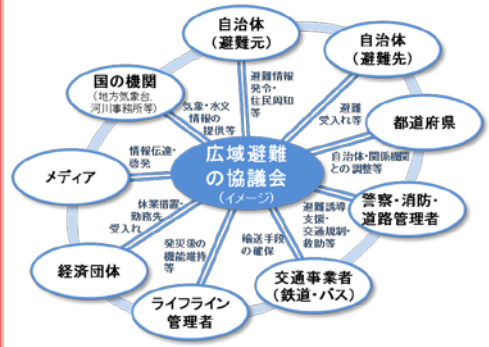 自治体
（避難元）
自治体
（避難先）
国の機関
（地方気象台、
河川事務所等）
気象・水文
情報の
提供等
避難情報
発令・
住民周知
等
避難
受入れ等
都道府県
情報伝達・
啓発
広域避難
の協議会
（イメージ）
自治体・関係機関
との調整等
メディア
休業措置・
勤務先
受入れ
避難誘導
支援・
交通規制・
救助等
警察・消防・
道路管理者
発災後の
機能維持
等
輸送手段
の確保
経済団体
交通事業者
（鉄道・バス）
ライフライン
管理者